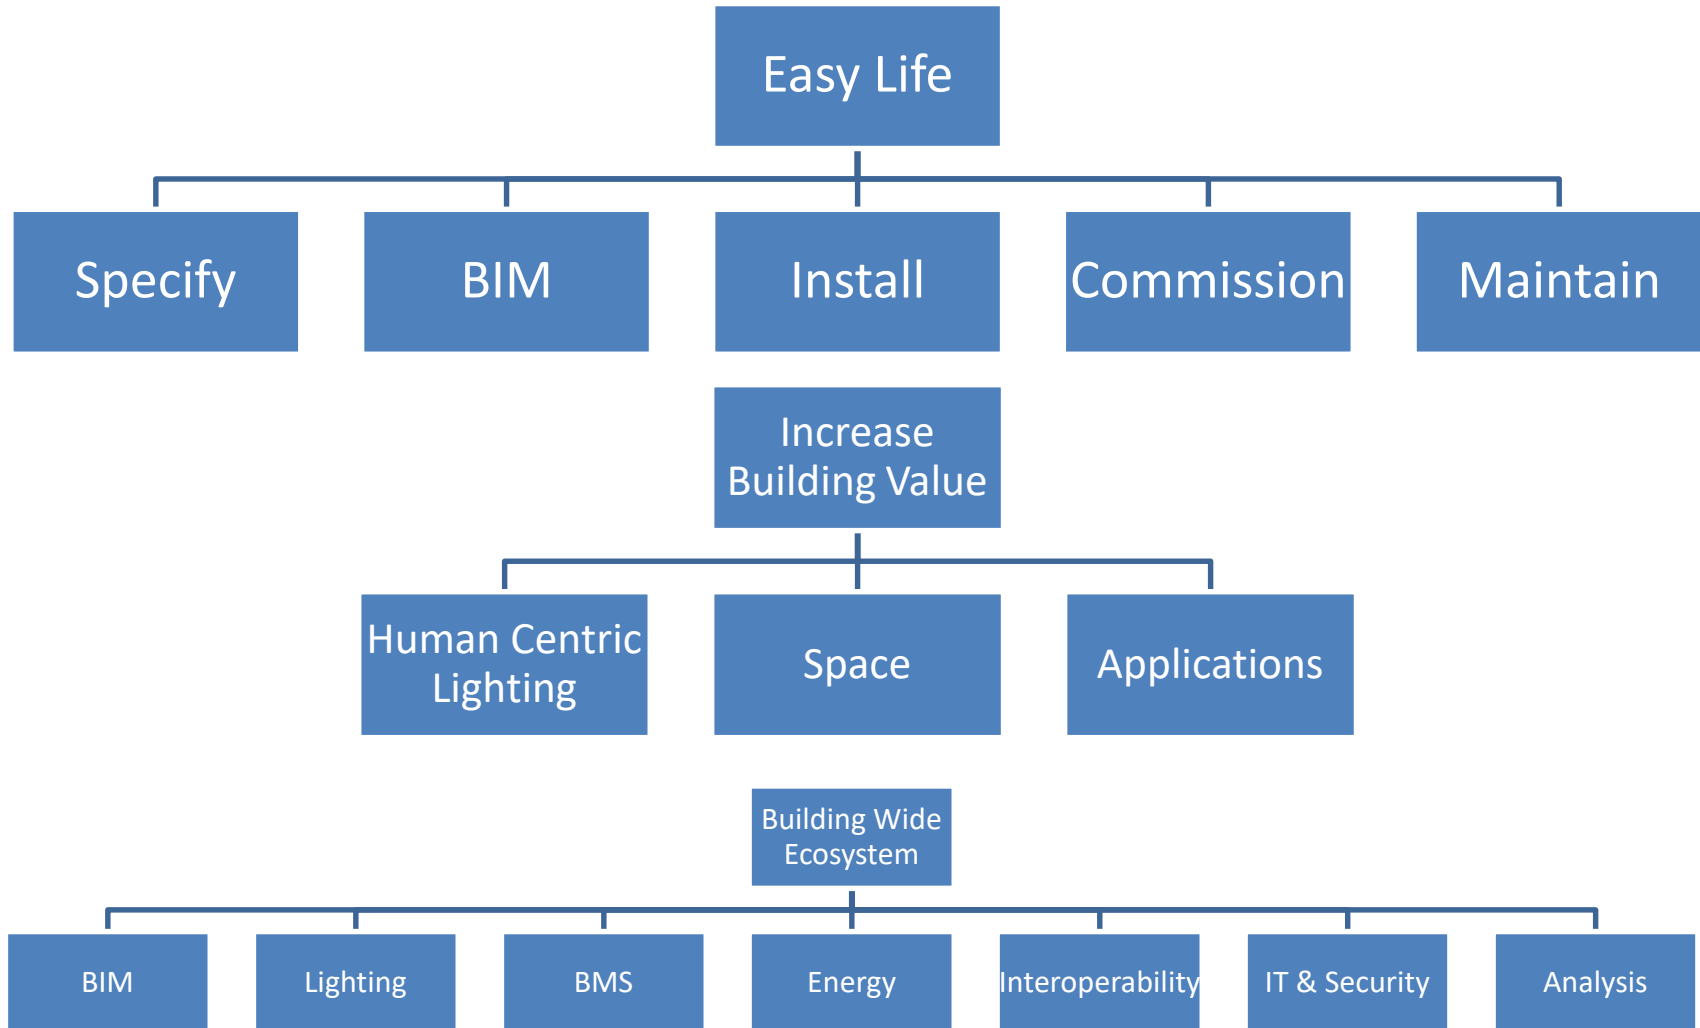 Easy Life
Specify
BIM
Install
Commission
Maintain
Increase
Building Value
Human Centric
Lighting
Space
Applications
Building Wide
Ecosystem
BIM
Lighting
BMS
Energy
Interoperability
IT & Security
Analysis